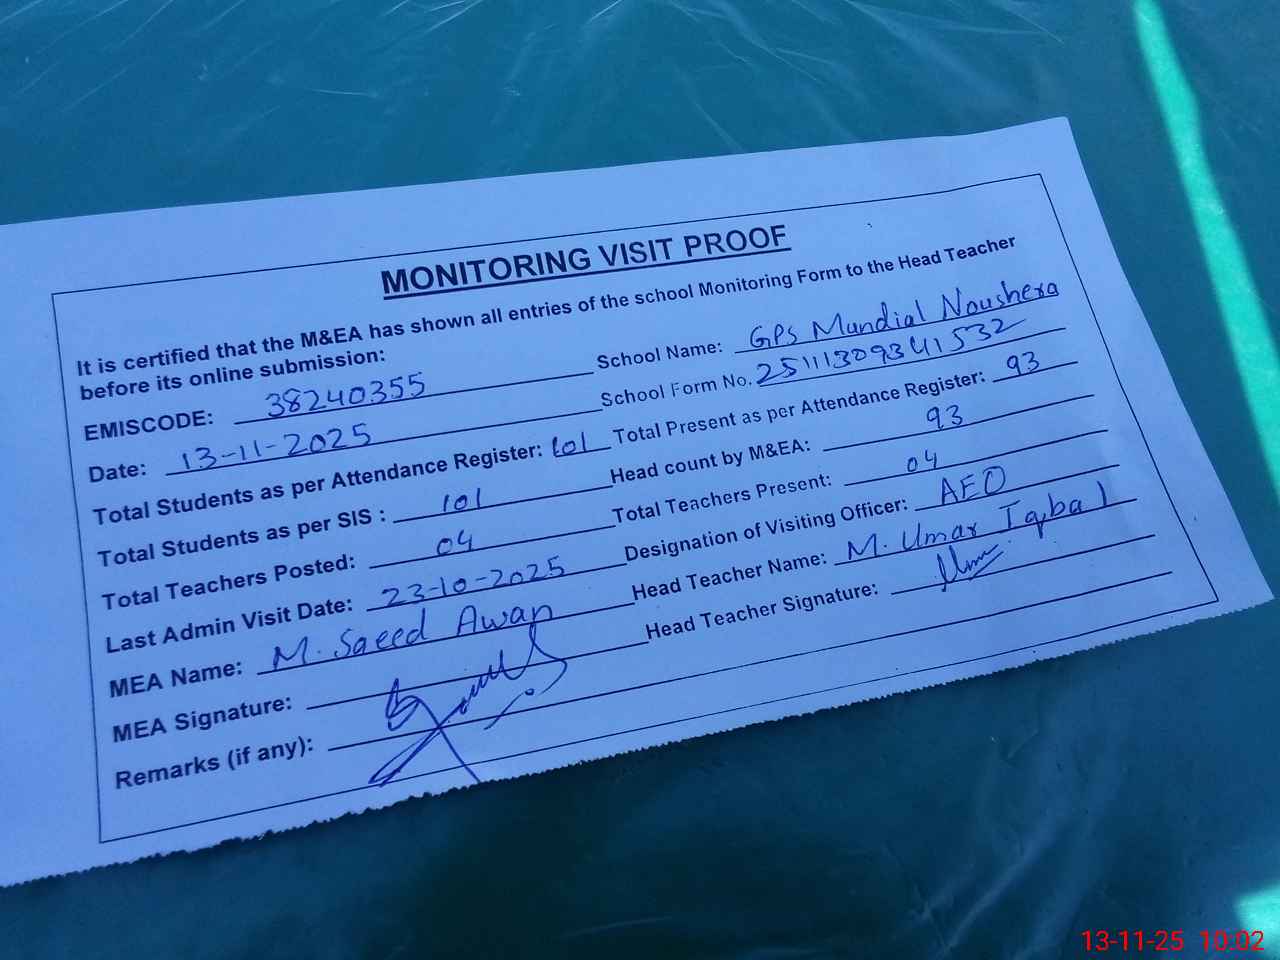 MONITORING VISIT PROOF
It is certified that the M&EA has shown all entries of the school Monitoring Form to the Head Teacher
before its online submission:
EMISCODE: 38240355 School Name: GPS Mundial Noushera
Date: 13-11-2025 School Form No. 25111309341532
Total Students as per Attendance Register: 101 Total Present as per Attendance Register: 93
Total Students as per SIS : 101 Head count by M&EA: 93
Total Teachers Posted: 04 Total Teachers Present: 04
Last Admin Visit Date: 23-10-2025 Designation of Visiting Officer: AEO
MEA Name: M. Saeed Awan Head Teacher Name: M. Umar Iqbal
MEA Signature: Head Teacher Signature:
Remarks (if any):
13-11-25 10:02